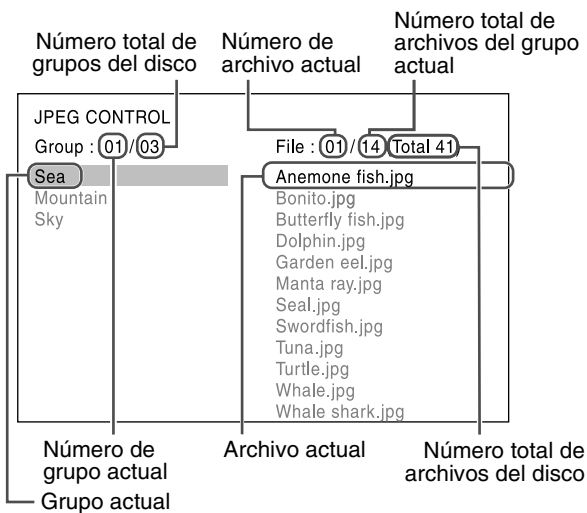 Número total de
grupos del disco
Número de
archivo actual
Número total de
archivos del grupo
actual
JPEG CONTROL
Group : 01 / 03
File : 01 / 14 Total 41
Sea
Mountain
Sky
Anemone fish.jpg
Bonito.jpg
Butterfly fish.jpg
Dolphin.jpg
Garden eel.jpg
Manta ray.jpg
Seal.jpg
Swordfish.jpg
Tuna.jpg
Turtle.jpg
Whale.jpg
Whale shark.jpg
Número de
grupo actual
Grupo actual
Archivo actual
Número total de
archivos del disco